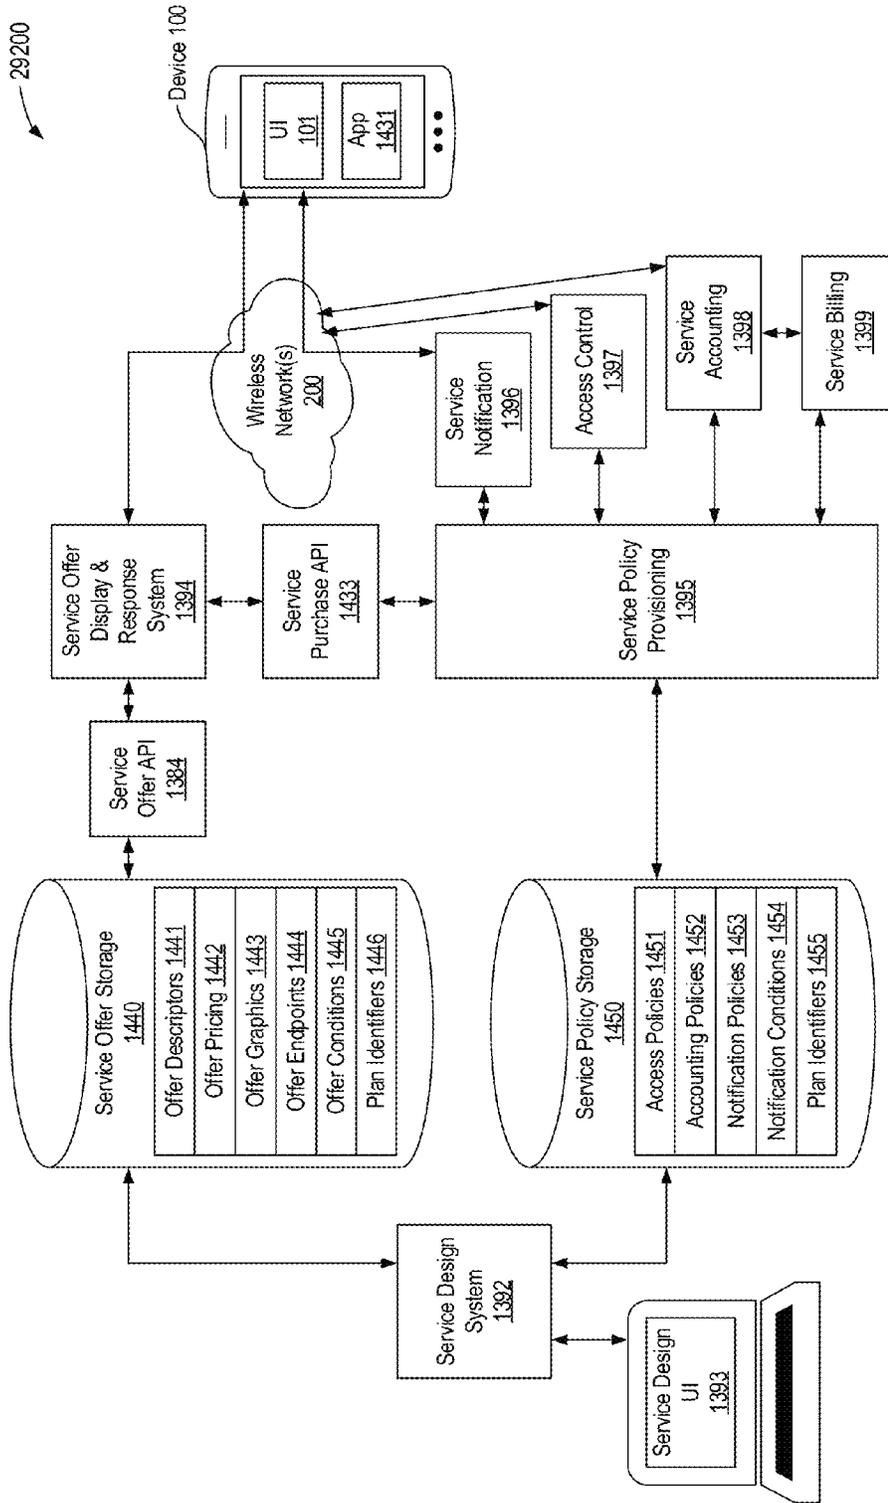 29200
Device 100
UI
101
App
1431
Wireless
Network(s)
200
Service Offer
Display &
Response
System
1394
Service
Purchase API
1433
Service
Offer API
1384
Service
Notification
1396
Access Control
1397
Service
Accounting
1398
Service Billing
1399
Service Policy
Provisioning
1395
Service Offer Storage
1440
Offer Descriptors 1441
Offer Pricing 1442
Offer Graphics 1443
Offer Endpoints 1444
Offer Conditions 1445
Plan Identifiers 1446
Service Policy Storage
1450
Access Policies 1451
Accounting Policies 1452
Notification Policies 1453
Notification Conditions 1454
Plan Identifiers 1455
Service Design
System
1392
Service Design
UI
1393